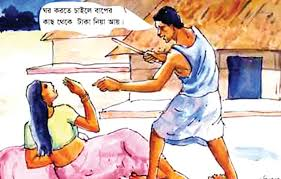 ঘর করতে চাইলে বাপের
কাছ থেকে টাকা নিয়া আয়।